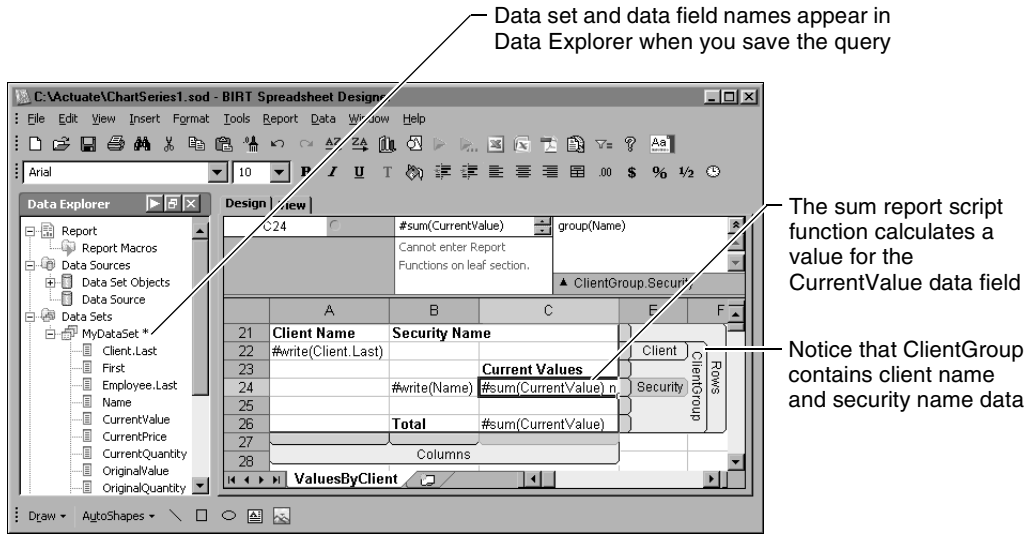 Data set and data field names appear in
Data Explorer when you save the query
C:\Actuate\ChartSeries1.sod - BIRT Spreadsheet Designe
File Edit View Insert Format Tools Report Data Window Help
Arial 10 B I U T .00 $ % 1/2
Data Explorer
Design View
C24 #sum(CurrentValue) group(Name)
Cannot enter Report
Functions on leaf section.
ClientGroup.Security
Report
Report Macros
Data Sources
Data Set Objects
Data Source
Data Sets
MyDataSet *
Client.Last
First
Employee.Last
Name
CurrentValue
CurrentPrice
CurrentQuantity
OriginalValue
OriginalQuantity
A B C E F
21 Client Name Security Name
22 #write(Client.Last) Client
23 Current Values
24 #write(Name) #sum(CurrentValue) n Security
25
26 Total #sum(CurrentValue)
27
28 Columns
ClientGroup
Rows
ValuesByClient
Draw AutoShapes
The sum report script
function calculates a
value for the
CurrentValue data field
Notice that ClientGroup
contains client name
and security name data